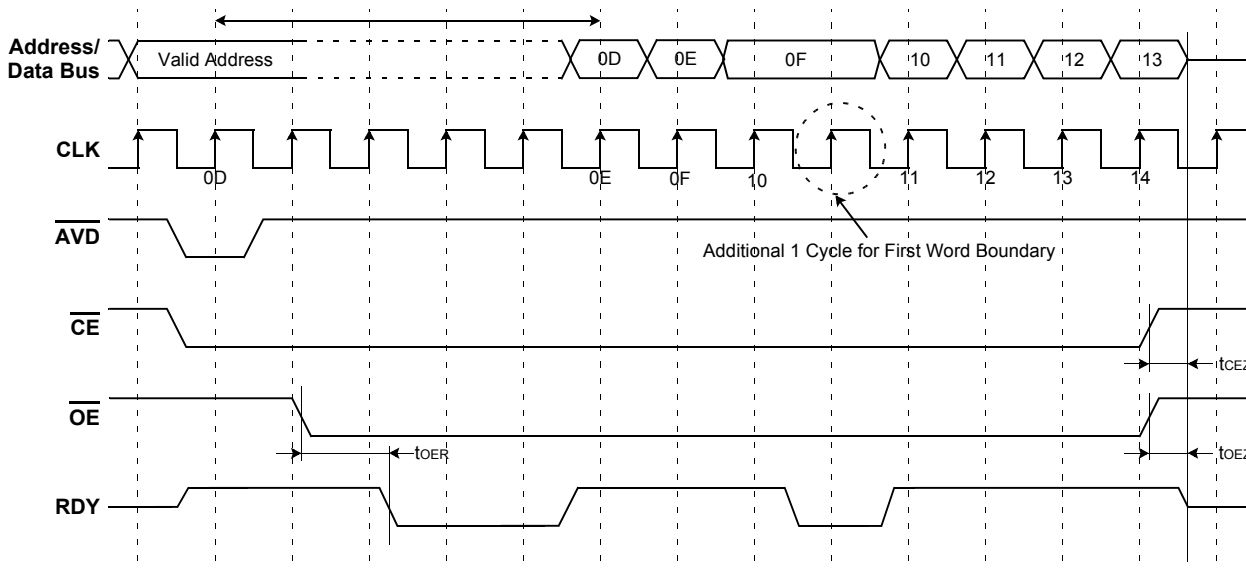 Address/
Data Bus
Valid Address
0D
0E
0F
10
11
12
13
CLK
0D
0E
0F
10
11
12
13
14
AVD
Additional 1 Cycle for First Word Boundary
CE
tCEZ
OE
tOER
tOEZ
RDY